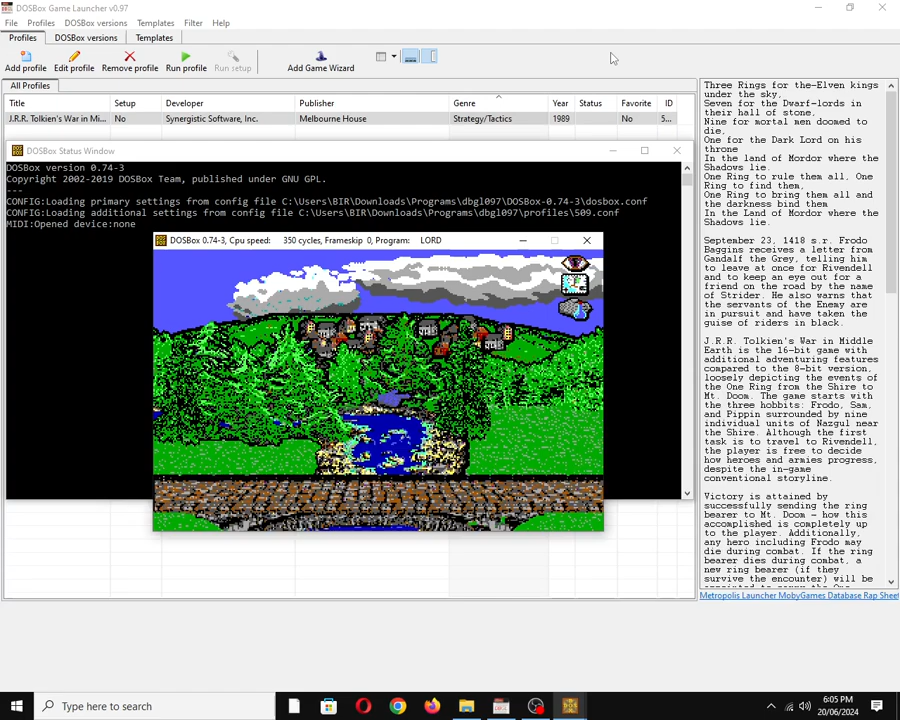 DOSBox Game Launcher v0.97
File Profiles DOSBox versions Templates Filter Help
Profiles DOSBox versions Templates
Add profile Edit profile Remove profile Run profile Run setup Add Game Wizard
All Profiles
Title Setup Developer Publisher Genre Year Status Favorite ID
J.R.R. Tolkien's War in Mi... No Synergistic Software, Inc. Melbourne House Strategy/Tactics 1989 No 5...
DOSBox Status Window
DOSBox version 0.74-3
Copyright 2002-2019 DOSBox Team, published under GNU GPL.
---
CONFIG:Loading primary settings from config file C:\Users\BIR\Downloads\Programs\dbgl097\DOSBox-0.74-3\dosbox.conf
CONFIG:Loading additional settings from config file C:\Users\BIR\Downloads\Programs\dbgl097\profiles\509.conf
MIDI:Opened device:none
DOSBox 0.74-3, Cpu speed: 350 cycles, Frameskip 0, Program: LORD
Three Rings for the—Elven kings
under the sky,
Seven for the Dwarf-lords in
their hall of stone,
Nine for mortal men doomed to
die,
One for the Dark Lord on his
throne
In the land of Mordor where the
Shadows lie.
One Ring to rule them all, One
Ring to find them,
One Ring to bring them all and
the darkness bind them
In the Land of Mordor where the
Shadows lie.
September 23, 1418 s.r. Frodo
Baggins receives a letter from
Gandalf the Grey, telling him
to leave at once for Rivendell
and to keep an eye out for a
friend on the road by the name
of Strider. He also warns that
the servants of the Enemy are
in pursuit and have taken the
guise of riders in black.
J.R.R. Tolkien's War in Middle
Earth is the 16-bit game with
additional adventuring features
compared to the 8-bit version,
loosely depicting the events of
the One Ring from the Shire to
Mt. Doom. The game starts with
the three hobbits: Frodo, Sam,
and Pippin surrounded by nine
individual units of Nazgul near
the Shire. Although the first
task is to travel to Rivendell,
the player is free to decide
how heroes and armies progress,
despite the in-game
conventional storyline.
Victory is attained by
successfully sending the ring
bearer to Mt. Doom - how this
accomplished is completely up
to the player. Additionally,
any hero including Frodo may
die during combat. If the ring
bearer dies during combat, a
new ring bearer (if they
survive the encounter) will be
Metropolis Launcher MobyGames Database Rap Sheet
Type here to search
6:05 PM
20/06/2024